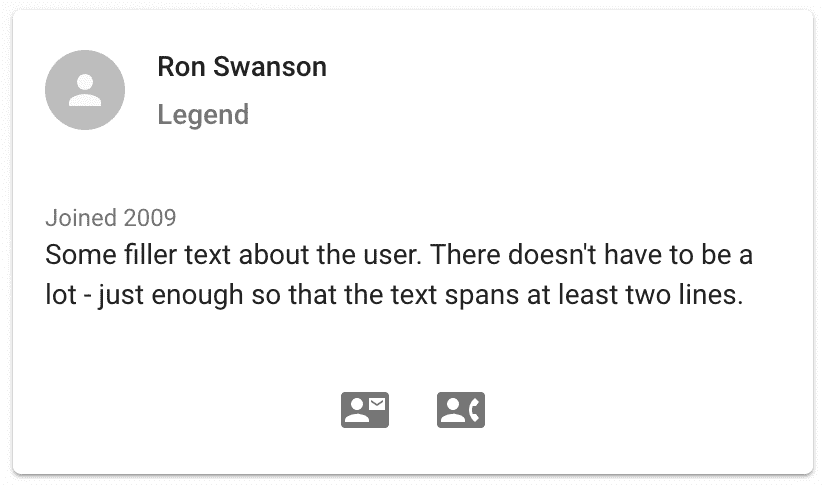 Ron Swanson
Legend
Joined 2009
Some filler text about the user. There doesn't have to be a
lot - just enough so that the text spans at least two lines.